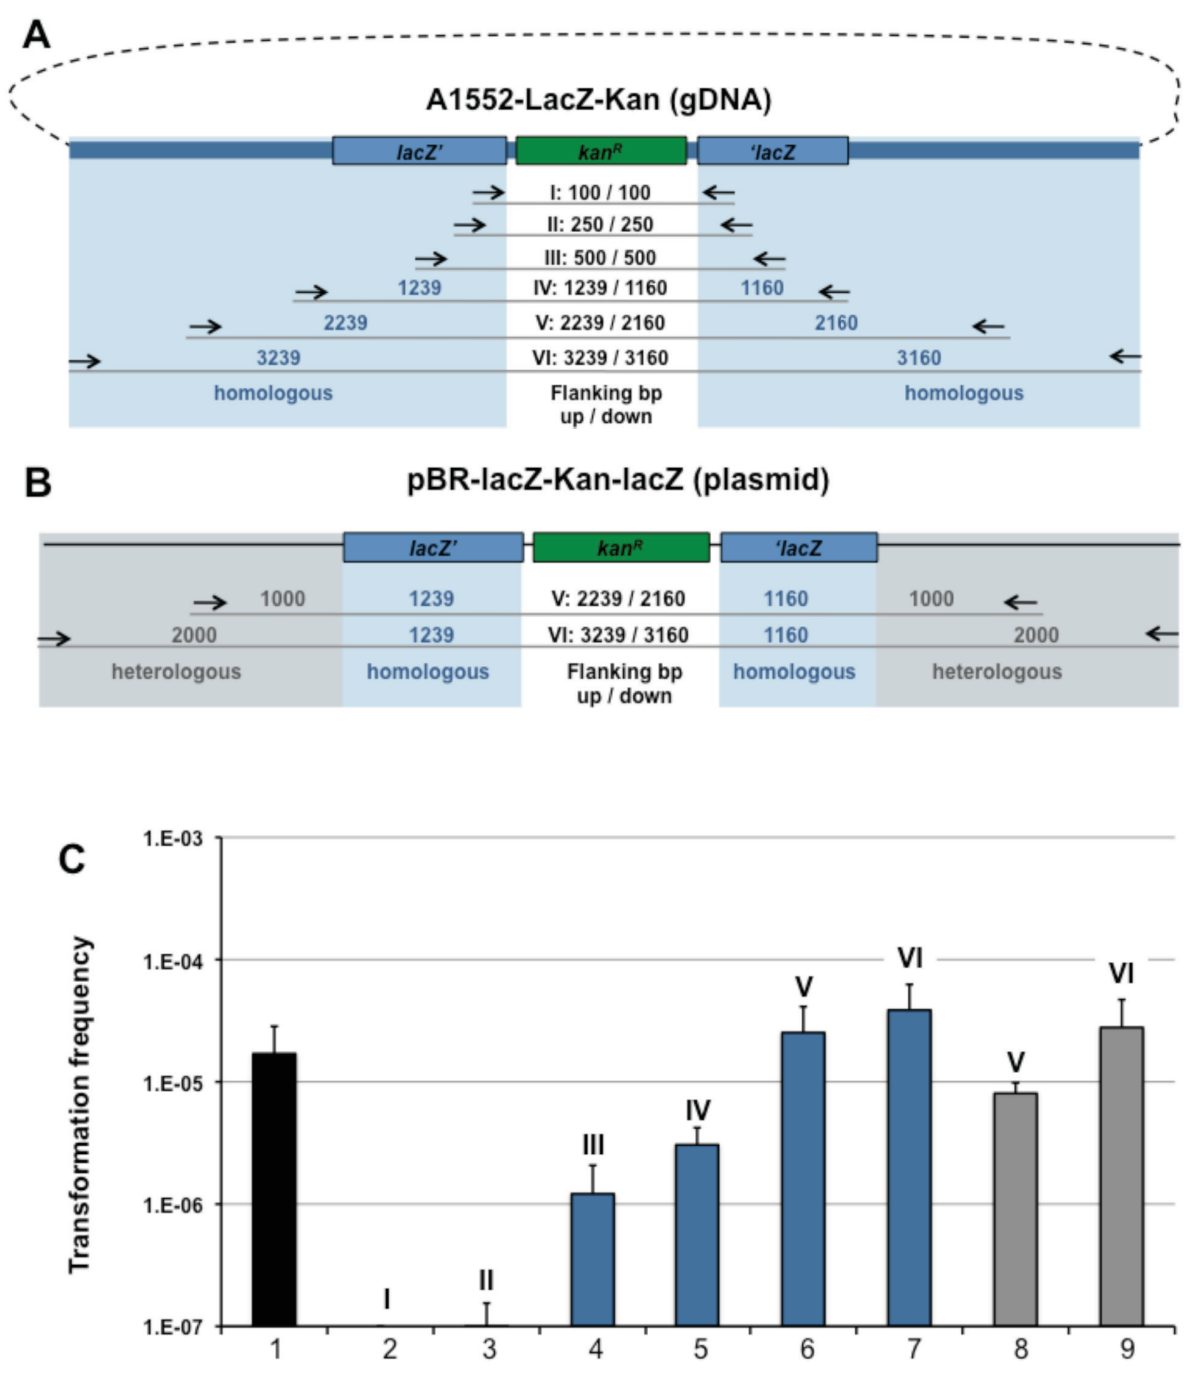 A
A1552-LacZ-Kan (gDNA)
lacZ' kanR 'lacZ
I: 100 / 100
II: 250 / 250
III: 500 / 500
1239 IV: 1239 / 1160 1160
2239 V: 2239 / 2160 2160
3239 VI: 3239 / 3160 3160
homologous Flanking bp homologous
up / down
B
pBR-lacZ-Kan-lacZ (plasmid)
lacZ' kanR 'lacZ
1000 1239 V: 2239 / 2160 1160 1000
2000 1239 VI: 3239 / 3160 1160 2000
heterologous homologous Flanking bp homologous heterologous
up / down
C
Transformation frequency
1.E-03
1.E-04
1.E-05
1.E-06
1.E-07
I
II
III
IV
V
VI
V
VI
1 2 3 4 5 6 7 8 9